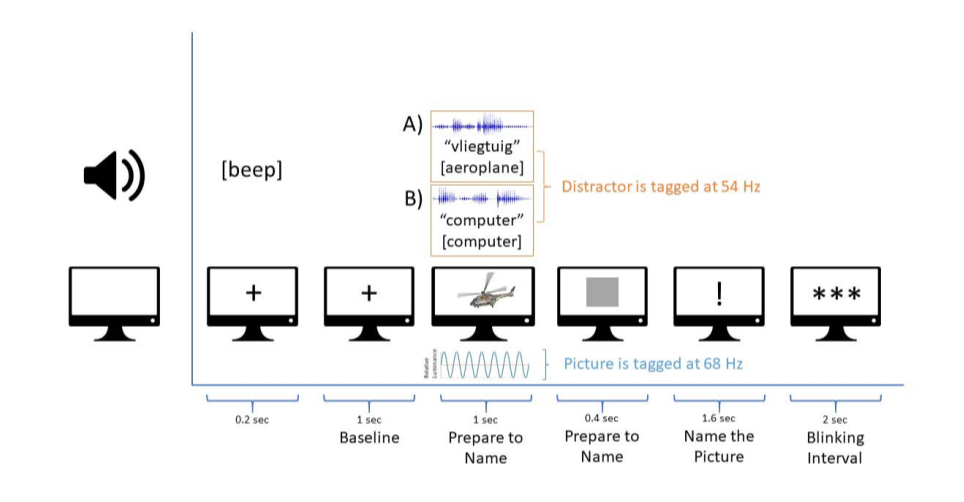 A)
“vliegtuig”
[aeroplane]
[beep]
Distractor is tagged at 54 Hz
B)
“computer”
[computer]
+
+
!
***
Relative
Luminance
Picture is tagged at 68 Hz
0.2 sec
1 sec
Baseline
1 sec
Prepare to
Name
0.4 sec
Prepare to
Name
1.6 sec
Name the
Picture
2 sec
Blinking
Interval